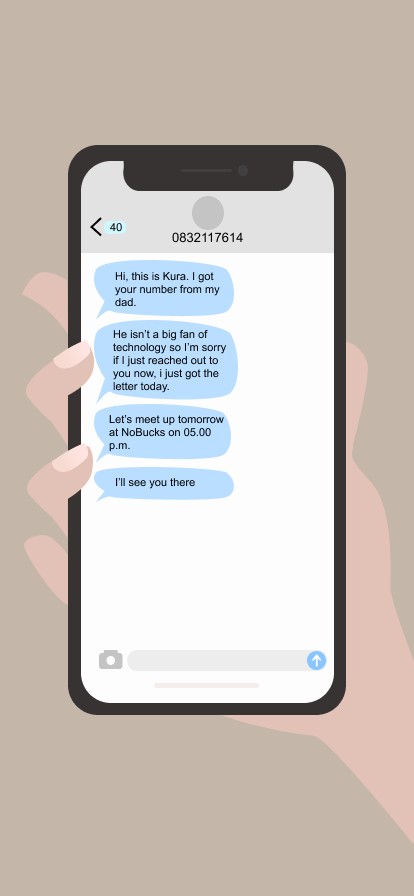 40
0832117614
Hi, this is Kura. I got
your number from my
dad.
He isn't a big fan of
technology so I'm sorry
if I just reached out to
you now, i just got the
letter today.
Let's meet up tomorrow
at NoBucks on 05.00
p.m.
I'll see you there